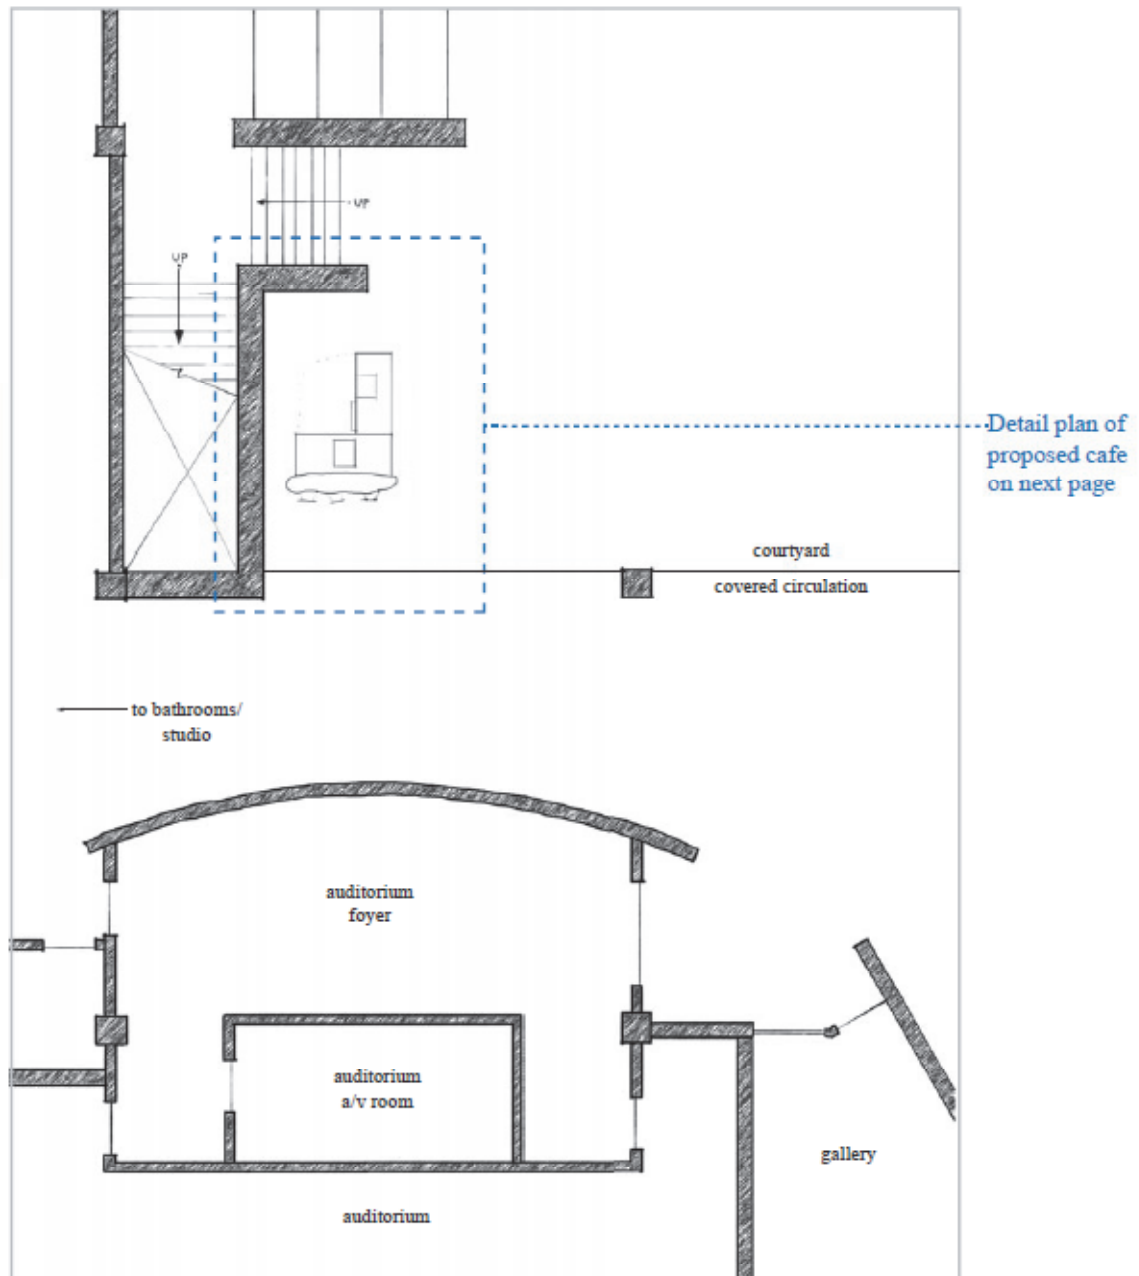 UP
UP
Detail plan of
proposed cafe
on next page
courtyard
covered circulation
to bathrooms/
studio
auditorium
foyer
auditorium
a/v room
gallery
auditorium